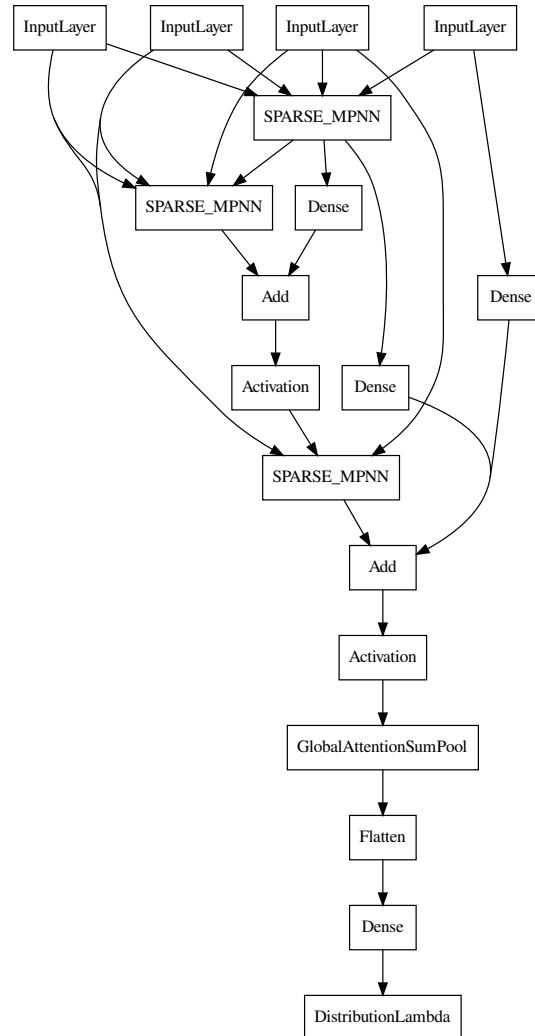 InputLayer
InputLayer
InputLayer
InputLayer
SPARSE_MPNN
SPARSE_MPNN
Dense
Add
Dense
Activation
Dense
SPARSE_MPNN
Add
Activation
GlobalAttentionSumPool
Flatten
Dense
DistributionLambda